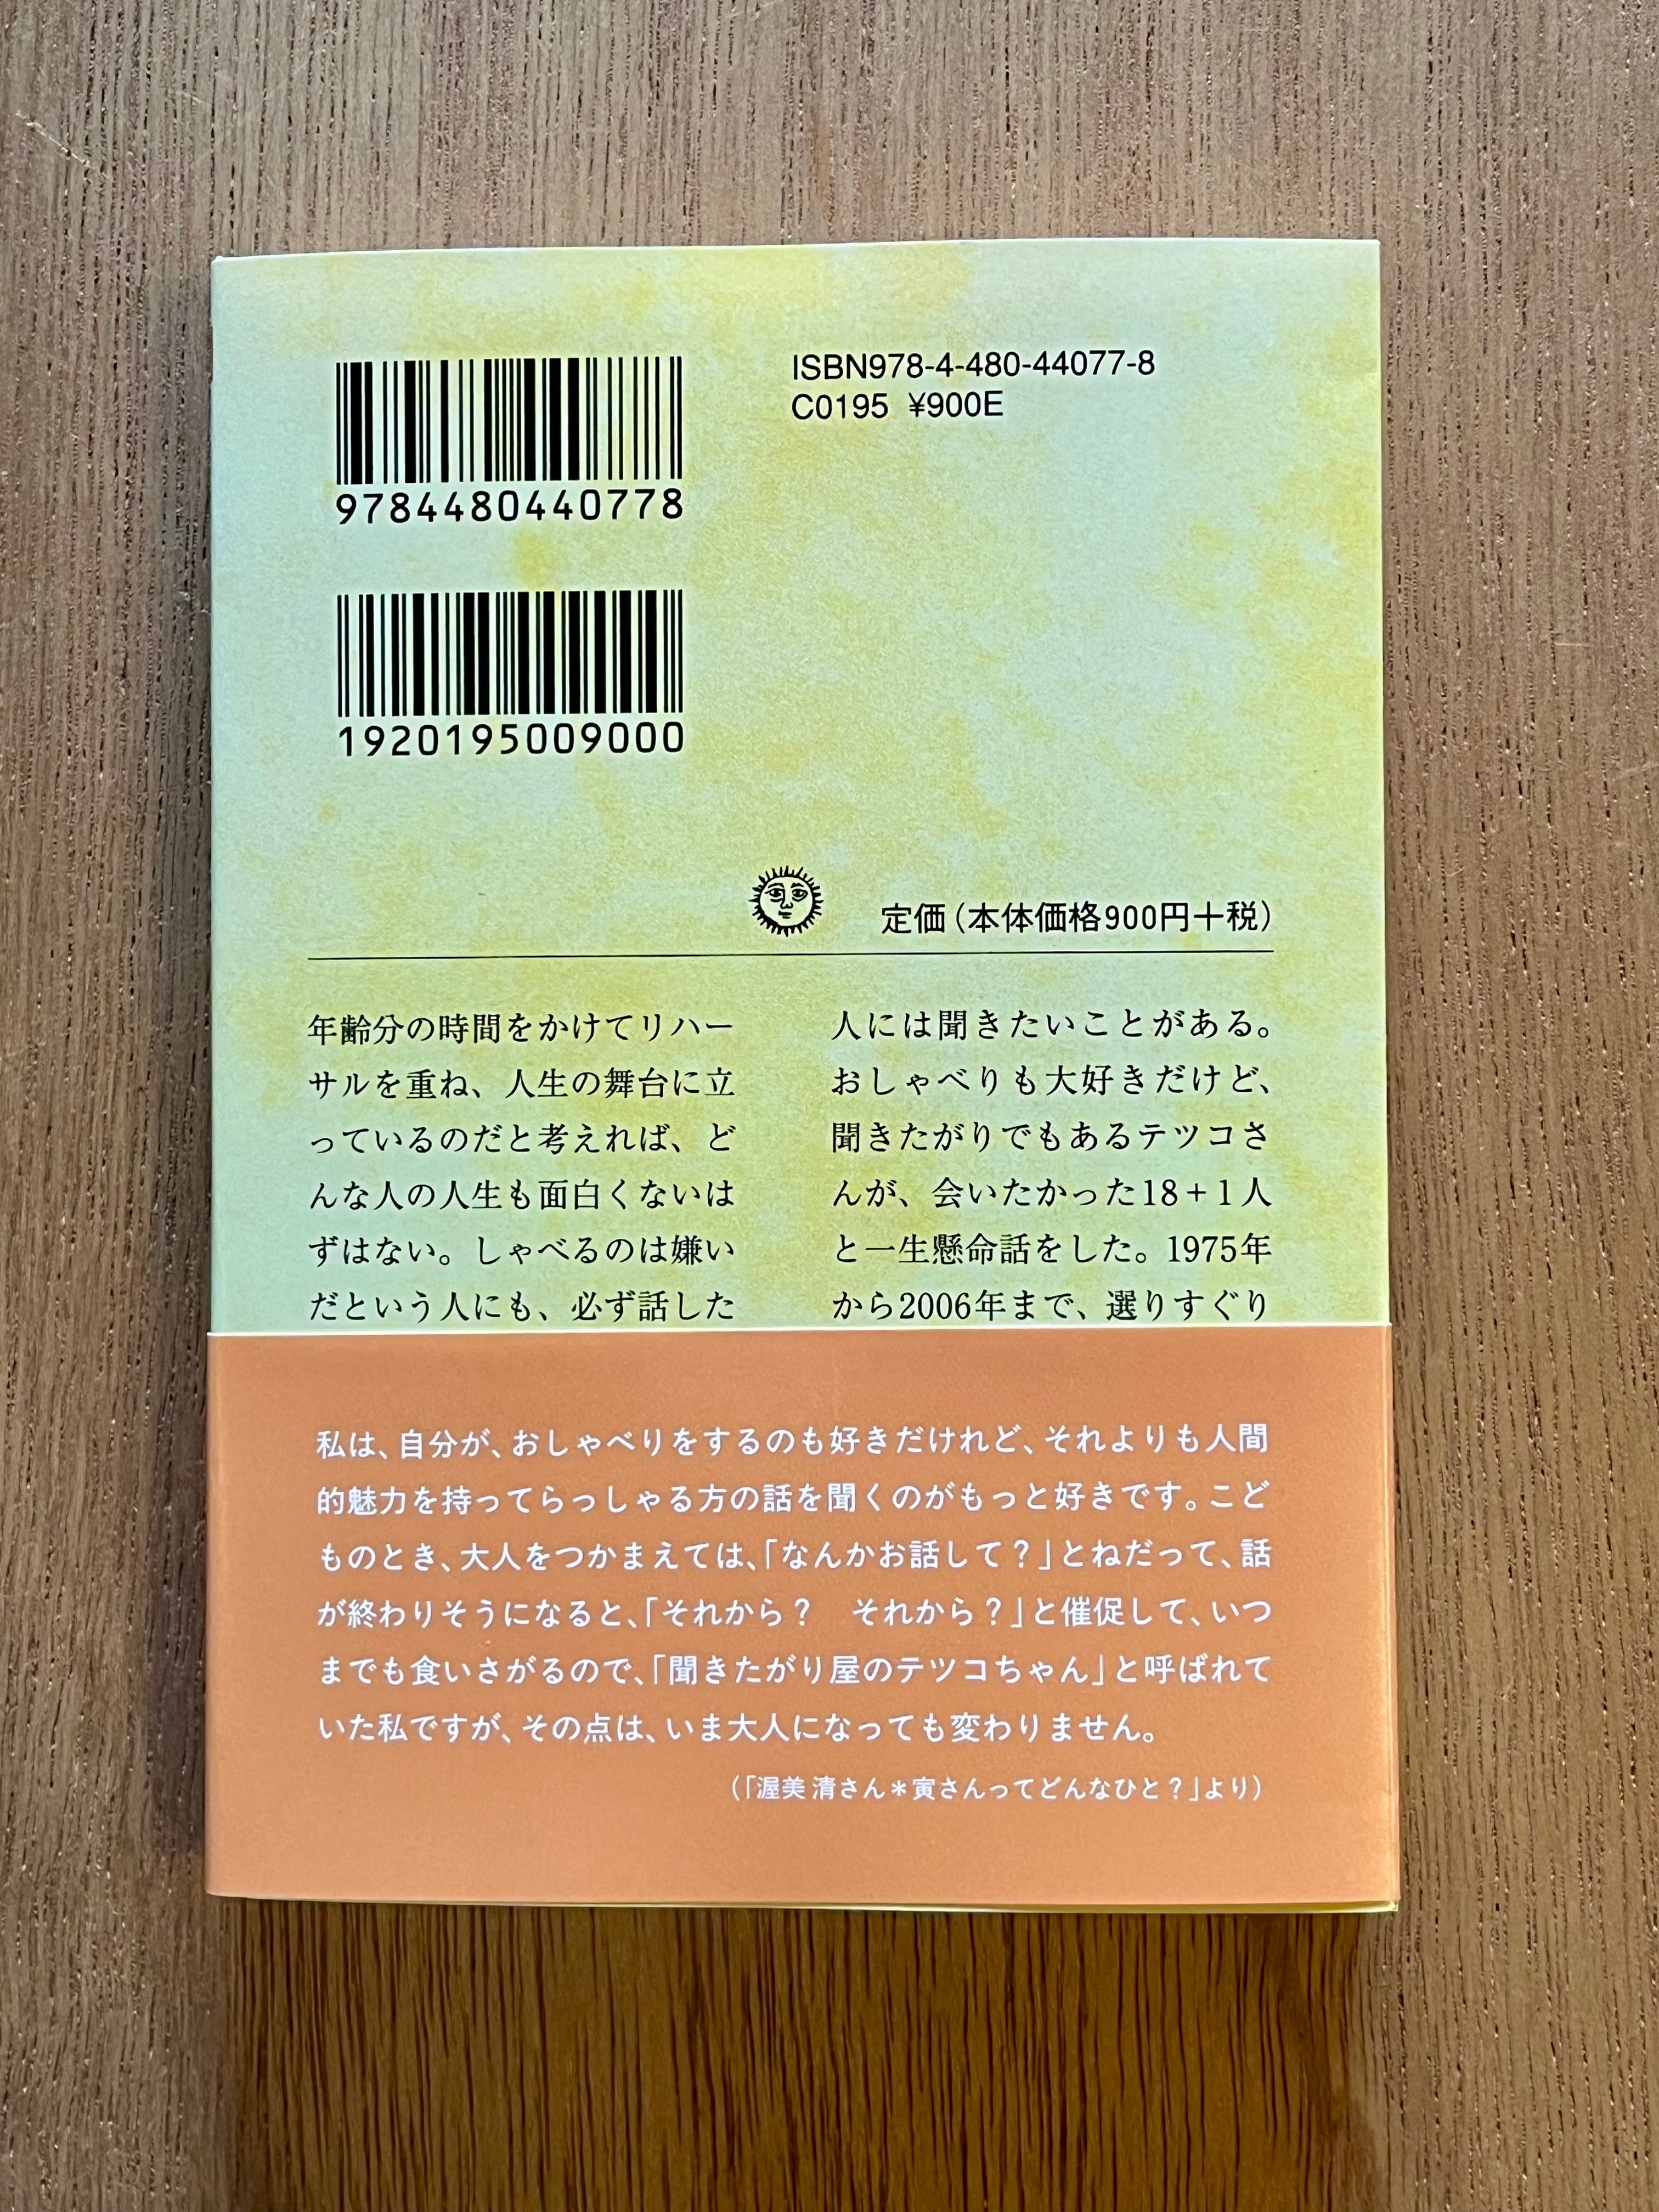 9784480440778
1920195009000
ISBN978-4-480-44077-8
C0195 ¥900E
定価(本体価格900円+税)
年齢分の時間をかけてリハー
サルを重ね、人生の舞台に立
っているのだと考えれば、ど
んな人の人生も面白くないは
ずはない。しゃべるのは嫌い
だという人にも、必ず話した
人には聞きたいことがある。
おしゃべりも大好きだけど、
聞きたがりでもあるテツコさ
んが、会いたかった18+1人
と一生懸命話をした。1975年
から2006年まで、選りすぐり
私は、自分が、おしゃべりをするのも好きだけれど、それよりも人間
的魅力を持ってらっしゃる方の話を聞くのがもっと好きです。こど
ものとき、大人をつかまえては、「なんかお話して?」とねだって、話
が終わりそうになると、「それから? それから?」と催促して、いつ
までも食いさがるので、「聞きたがり屋のテツコちゃん」と呼ばれて
いた私ですが、その点は、いま大人になっても変わりません。
(「渥美 清さん＊寅さんってどんなひと?」より)